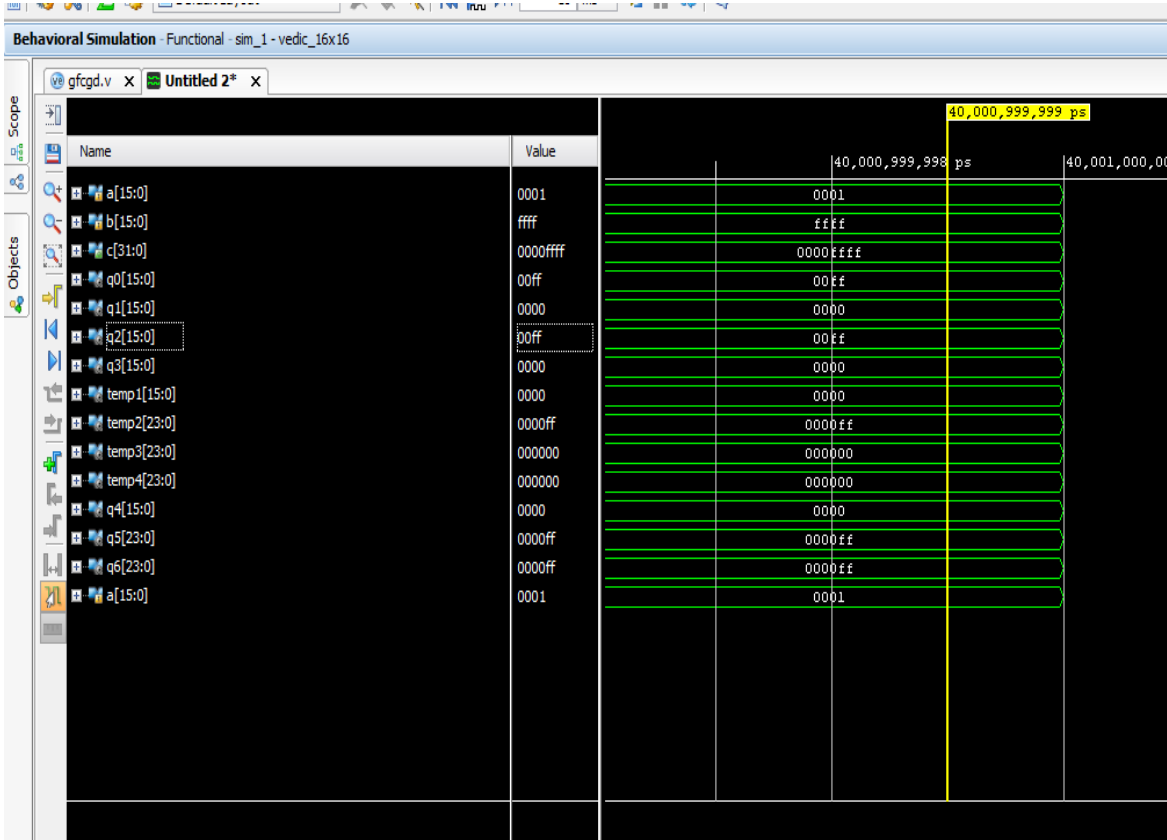 Behavioral Simulation - Functional - sim_1 - vedic_16x16
Scope
Objects
gfcgd.v X Untitled 2* X
40,000,999,999 ps
Name Value
40,000,999,998 ps 40,001,000,00
a[15:0] 0001 0001
b[15:0] ffff ffff
c[31:0] 0000ffff 0000ffff
q0[15:0] 00ff 00ff
q1[15:0] 0000 0000
q2[15:0] 00ff 00ff
q3[15:0] 0000 0000
temp1[15:0] 0000 0000
temp2[23:0] 0000ff 0000ff
temp3[23:0] 000000 000000
temp4[23:0] 000000 000000
q4[15:0] 0000 0000
q5[23:0] 0000ff 0000ff
q6[23:0] 0000ff 0000ff
a[15:0] 0001 0001